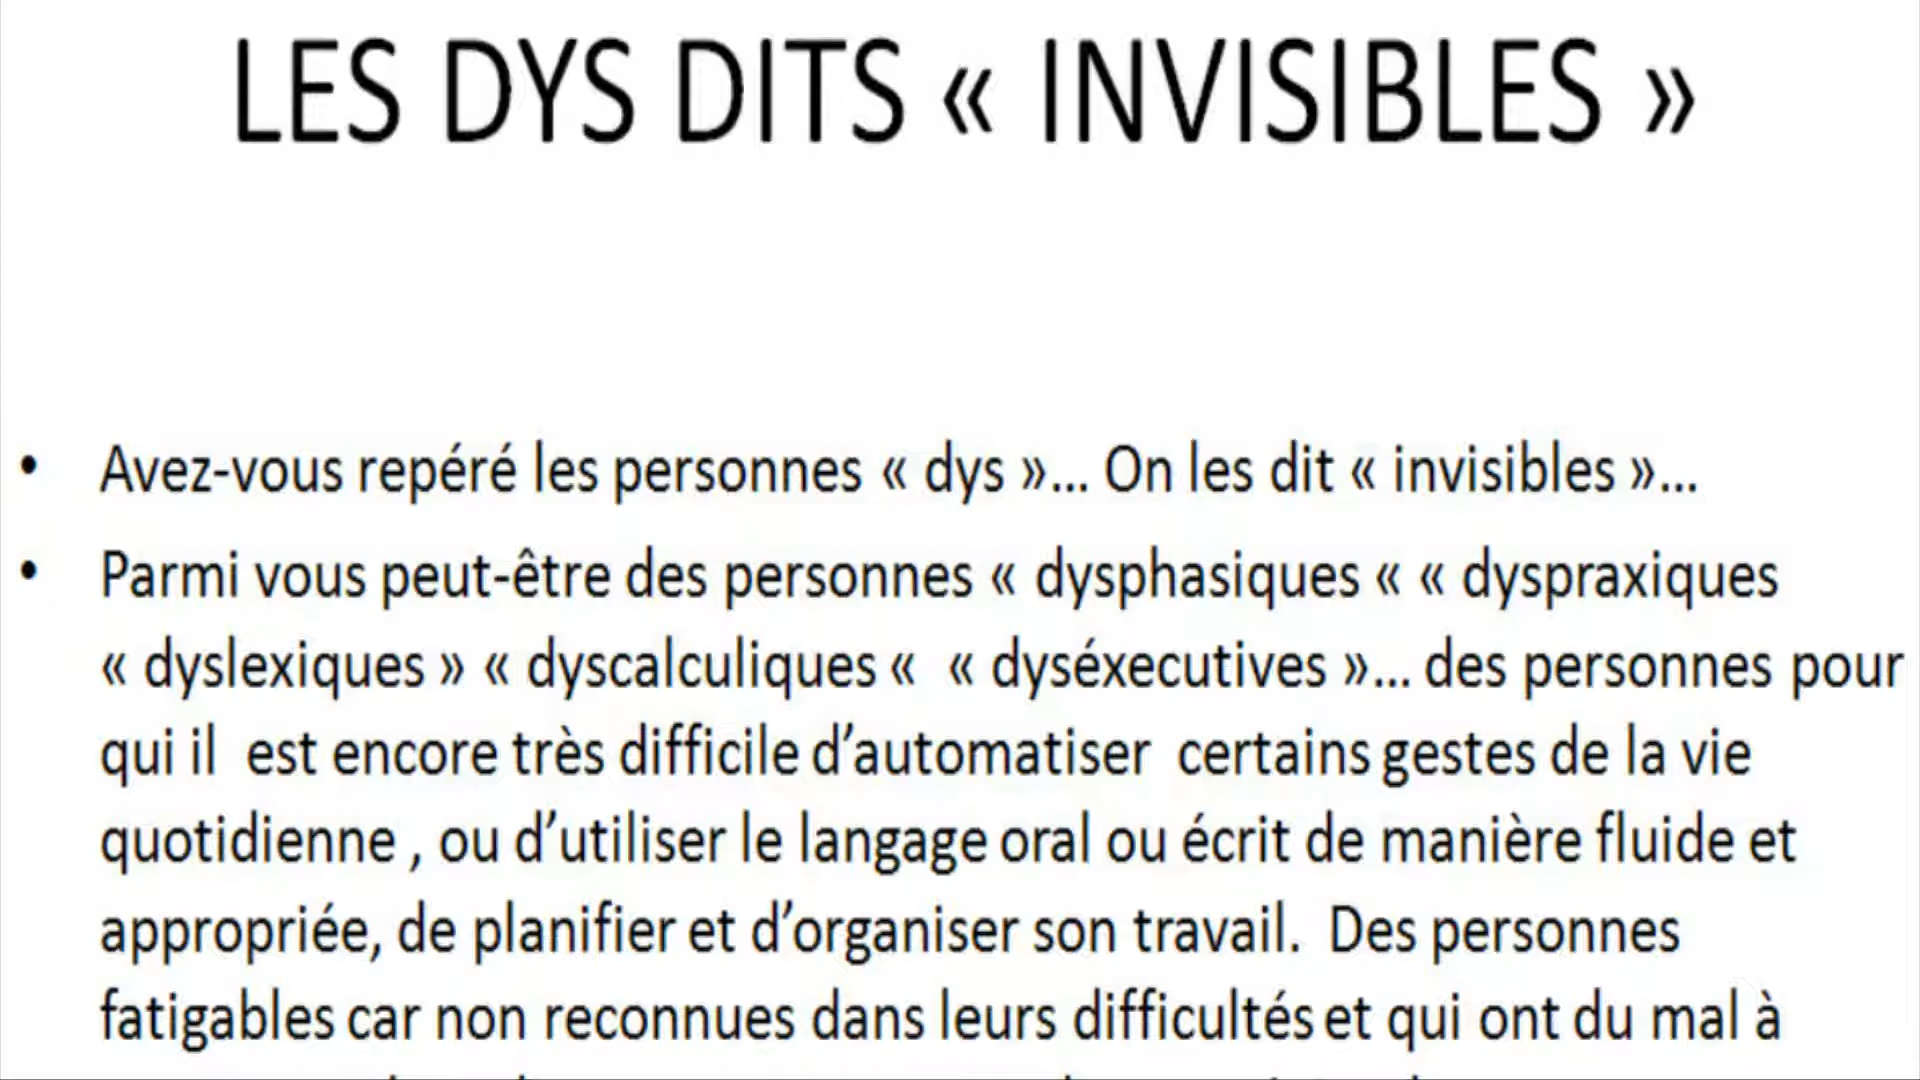 LES DYS DITS « INVISIBLES »
• Avez-vous repéré les personnes « dys »... On les dit « invisibles »...
• Parmi vous peut-être des personnes « dysphasiques « « dyspraxiques
« dyslexiques » « dyscalculiques «  « dyséxecutives »... des personnes pour
qui il  est encore très difficile d’automatiser  certains gestes de la vie
quotidienne , ou d’utiliser le langage oral ou écrit de manière fluide et
appropriée, de planifier et d’organiser son travail.  Des personnes
fatigables car non reconnues dans leurs difficultés et qui ont du mal à